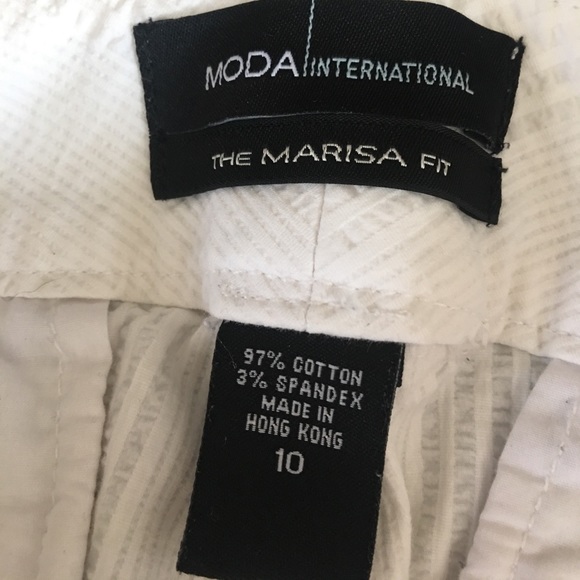 MODA INTERNATIONAL
THE MARISA FIT
97% COTTON
3% SPANDEX
MADE IN
HONG KONG
10